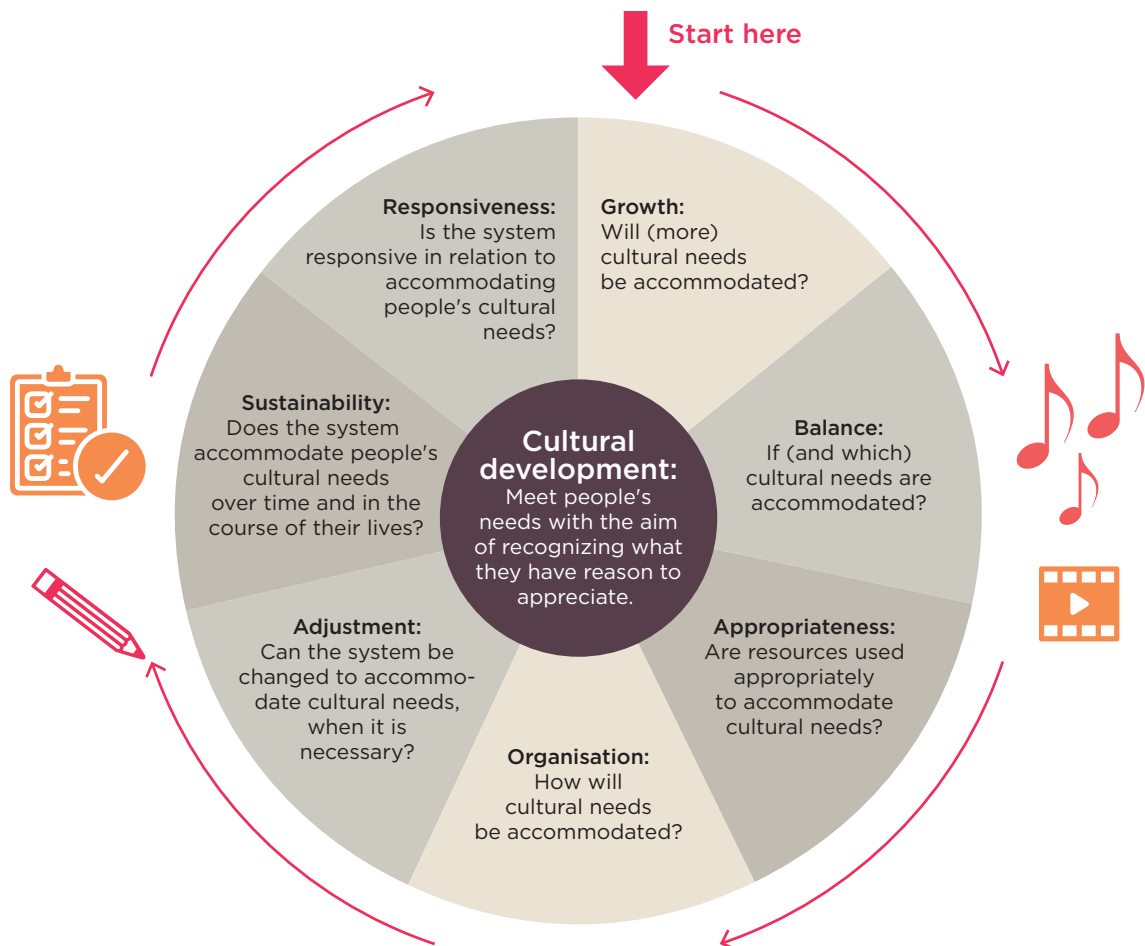 Start here
Growth:
Will (more)
cultural needs
be accommodated?
Balance:
If (and which)
cultural needs are
accommodated?
Appropriateness:
Are resources used
appropriately
to accommodate
cultural needs?
Organisation:
How will
cultural needs
be accommodated?
Adjustment:
Can the system be
changed to accommo-
date cultural needs,
when it is
necessary?
Sustainability:
Does the system
accommodate people's
cultural needs
over time and in the
course of their lives?
Responsiveness:
Is the system
responsive in relation to
accommodating
people's cultural
needs?
Cultural
development:
Meet people's
needs with the aim
of recognizing what
they have reason to
appreciate.